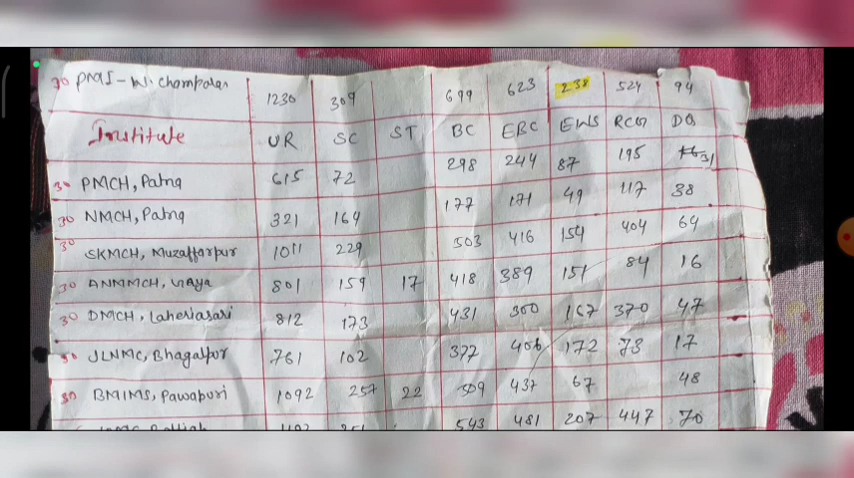 30 PMI - W. Champaran 1230 309 699 623 238 524 94
Institute UR SC ST BC EBC EWS RCG DQ
30 PMCH, Patna 615 72 298 244 87 195 31
30 NMCH, Patna 321 164 177 171 49 117 38
30 SKMCH, Muzaffarpur 1011 229 503 416 154 404 64
30 ANMMCH, Gaya 801 159 17 418 389 151 84 16
30 DMCH, Laheriasari 812 173 431 300 167 370 47
30 JLNMC, Bhagalpur 761 102 377 406 172 73 17
30 BMIMS, Pawapuri 1092 257 22 509 437 67 48
543 481 207 447 70